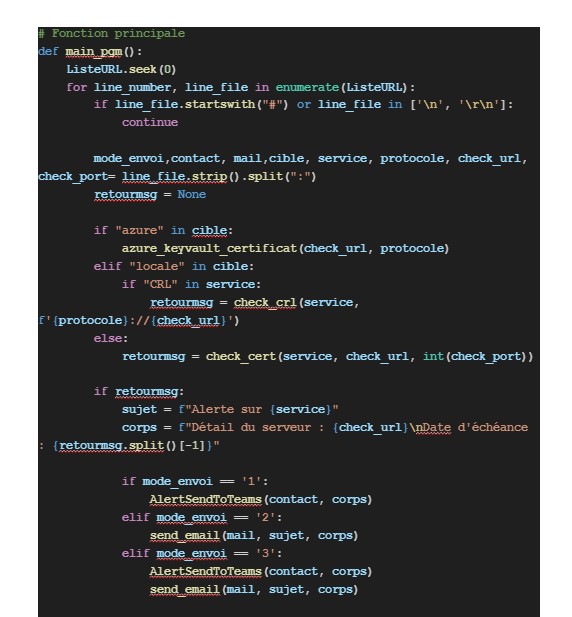 # Fonction principale
def main_pgm():
    ListeURL.seek(0)
    for line_number, line_file in enumerate(ListeURL):
        if line_file.startswith("#") or line_file in ['\n', '\r\n']:
            continue

        mode_envoi,contact, mail,cible, service, protocole, check_url,
check_port= line_file.strip().split(":")
        retourmsg = None

        if "azure" in cible:
            azure_keyvault_certificat(check_url, protocole)
        elif "locale" in cible:
            if "CRL" in service:
                retourmsg = check_crl(service,
f'{protocole}://{check_url}')
        else:
                retourmsg = check_cert(service, check_url, int(check_port))

        if retourmsg:
            sujet = f"Alerte sur {service}"
            corps = f"Détail du serveur : {check_url}\nDate d'échéance
: {retourmsg.split()[-1]}"

            if mode_envoi == '1':
                AlertSendToTeams(contact, corps)
            elif mode_envoi == '2':
                send_email(mail, sujet, corps)
            elif mode_envoi == '3':
                AlertSendToTeams(contact, corps)
                send_email(mail, sujet, corps)